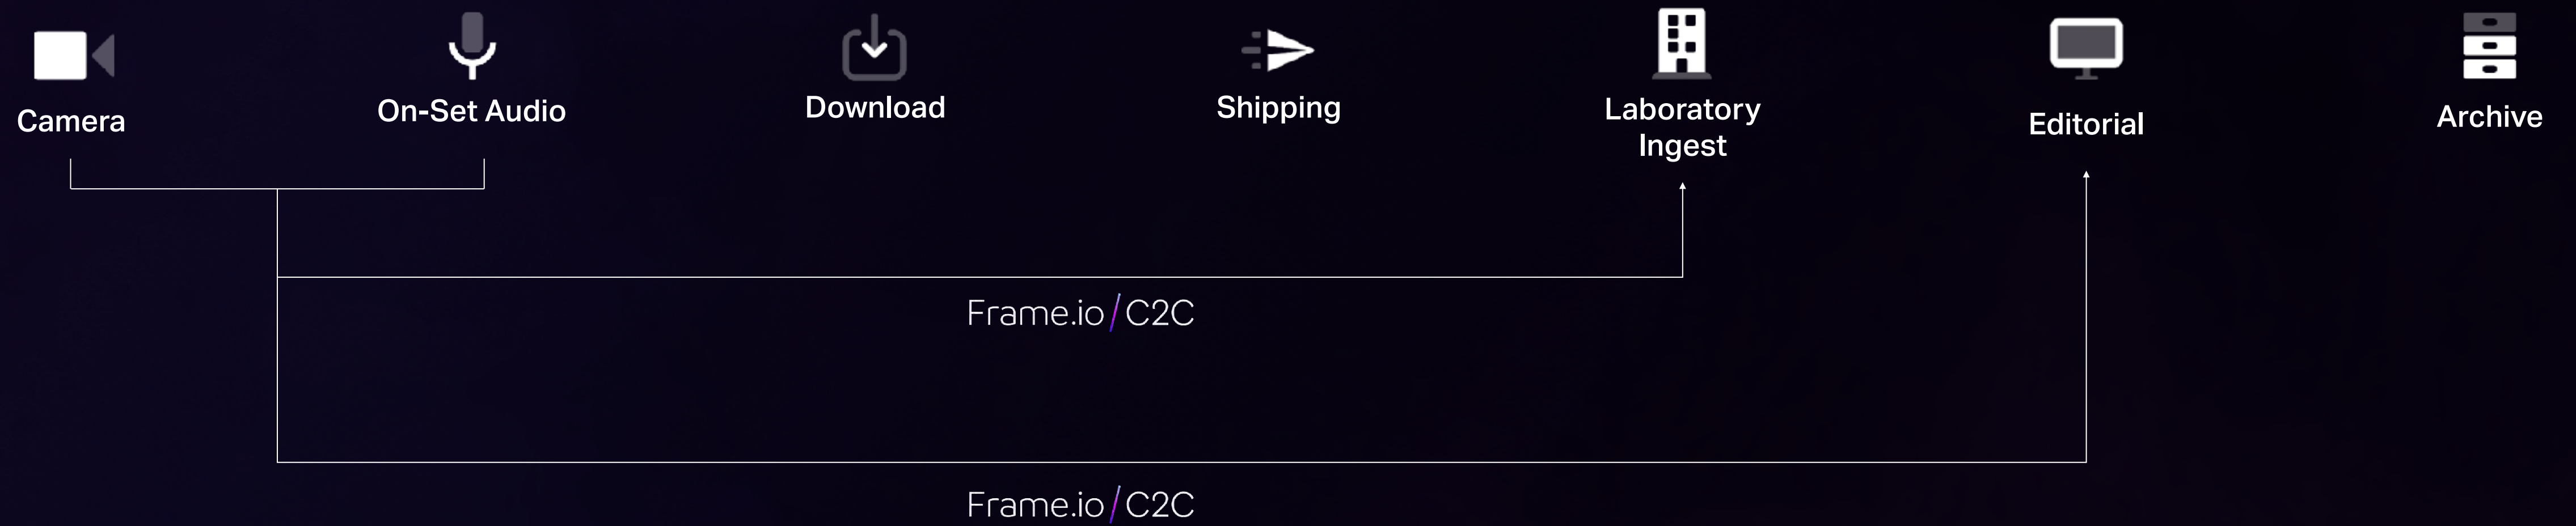 Camera
On-Set Audio
Download
Shipping
Laboratory
Ingest
Editorial
Archive
Frame.io/C2C
Frame.io/C2C